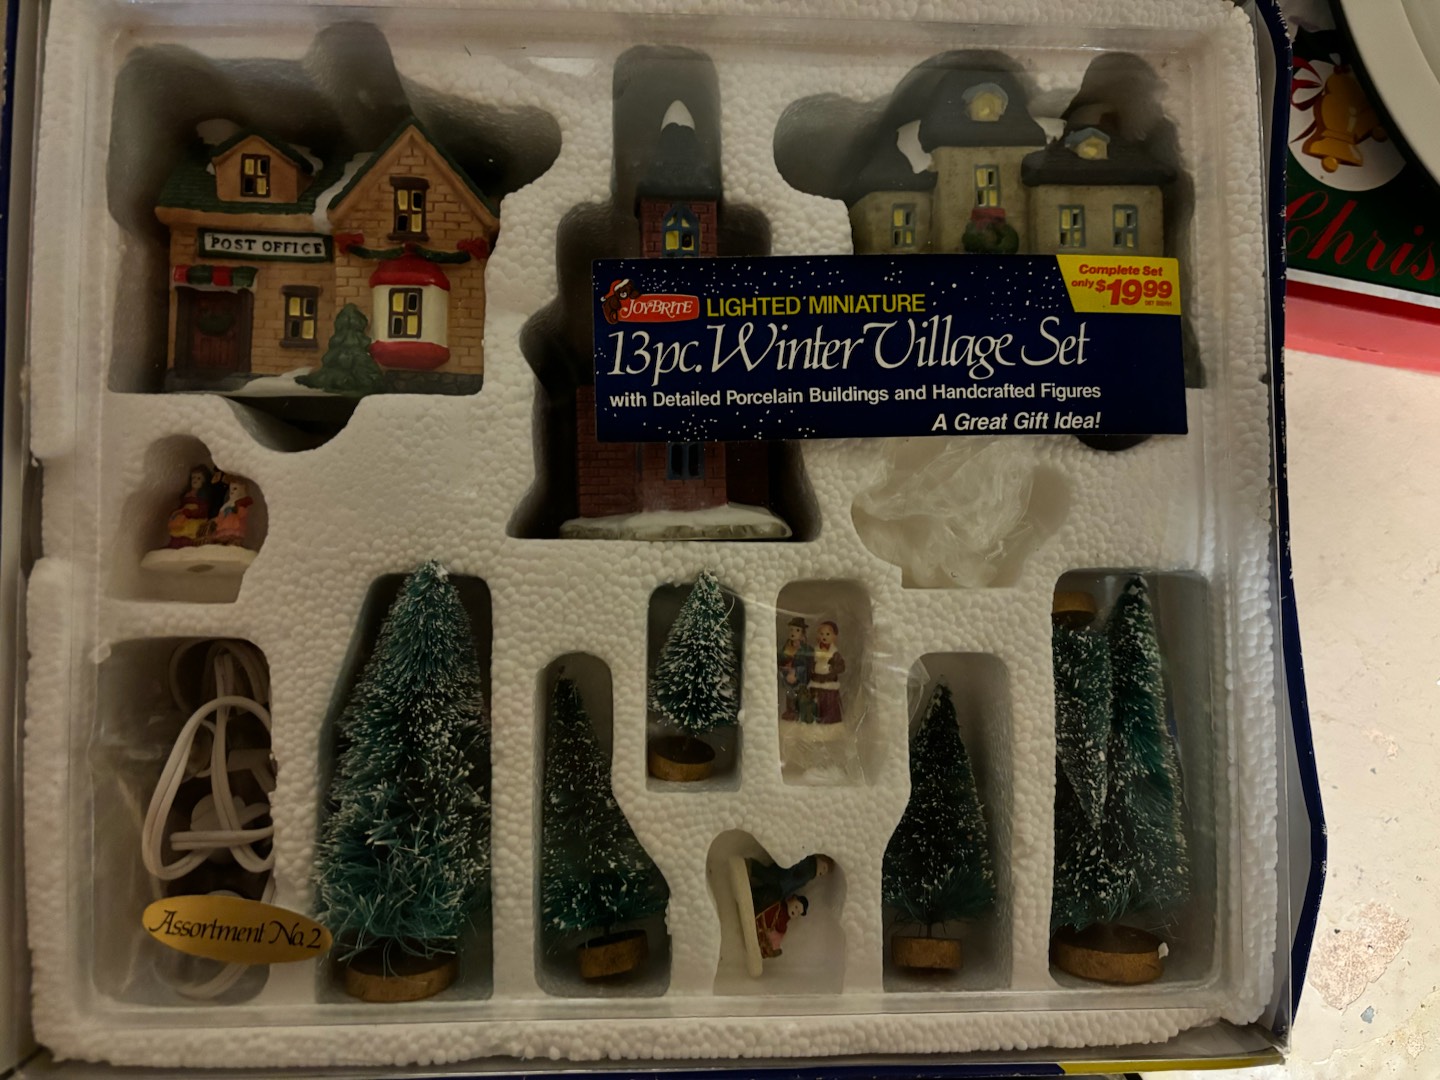 POST OFFICE
Complete Set
only $19.99
JOYBRITE LIGHTED MINIATURE
13pc. Winter Village Set
with Detailed Porcelain Buildings and Handcrafted Figures
A Great Gift Idea!
Chris
Assortment No. 2